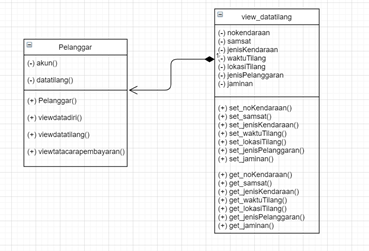 Pelanggar
(-) akun()
(-) datatilang()
(+) Pelanggar()
(+) viewdatadiri()
(+) viewdatatilang()
(+) viewtatacarapembayaran()
view_datatilang
(-) nokendaraan
(-) samsat
(-) jenisKendaraan
(-) waktuTilang
1
(-) lokasiTilang
(-) jenisPelanggaran
(-) jaminan
(+) set_noKendaraan()
(+) set_samsat()
(+) set_jenisKendaraan()
(+) set_waktuTilang()
(+) set_lokasiTilang()
(+) set_jenisPelanggaran()
(+) set_jaminan()
(+) get_noKendaraan()
(+) get_samsat()
(+) get_jenisKendaraan()
(+) get_waktuTilang()
(+) get_lokasiTilang()
(+) get_jenisPelanggaran()
(+) get_jaminan()